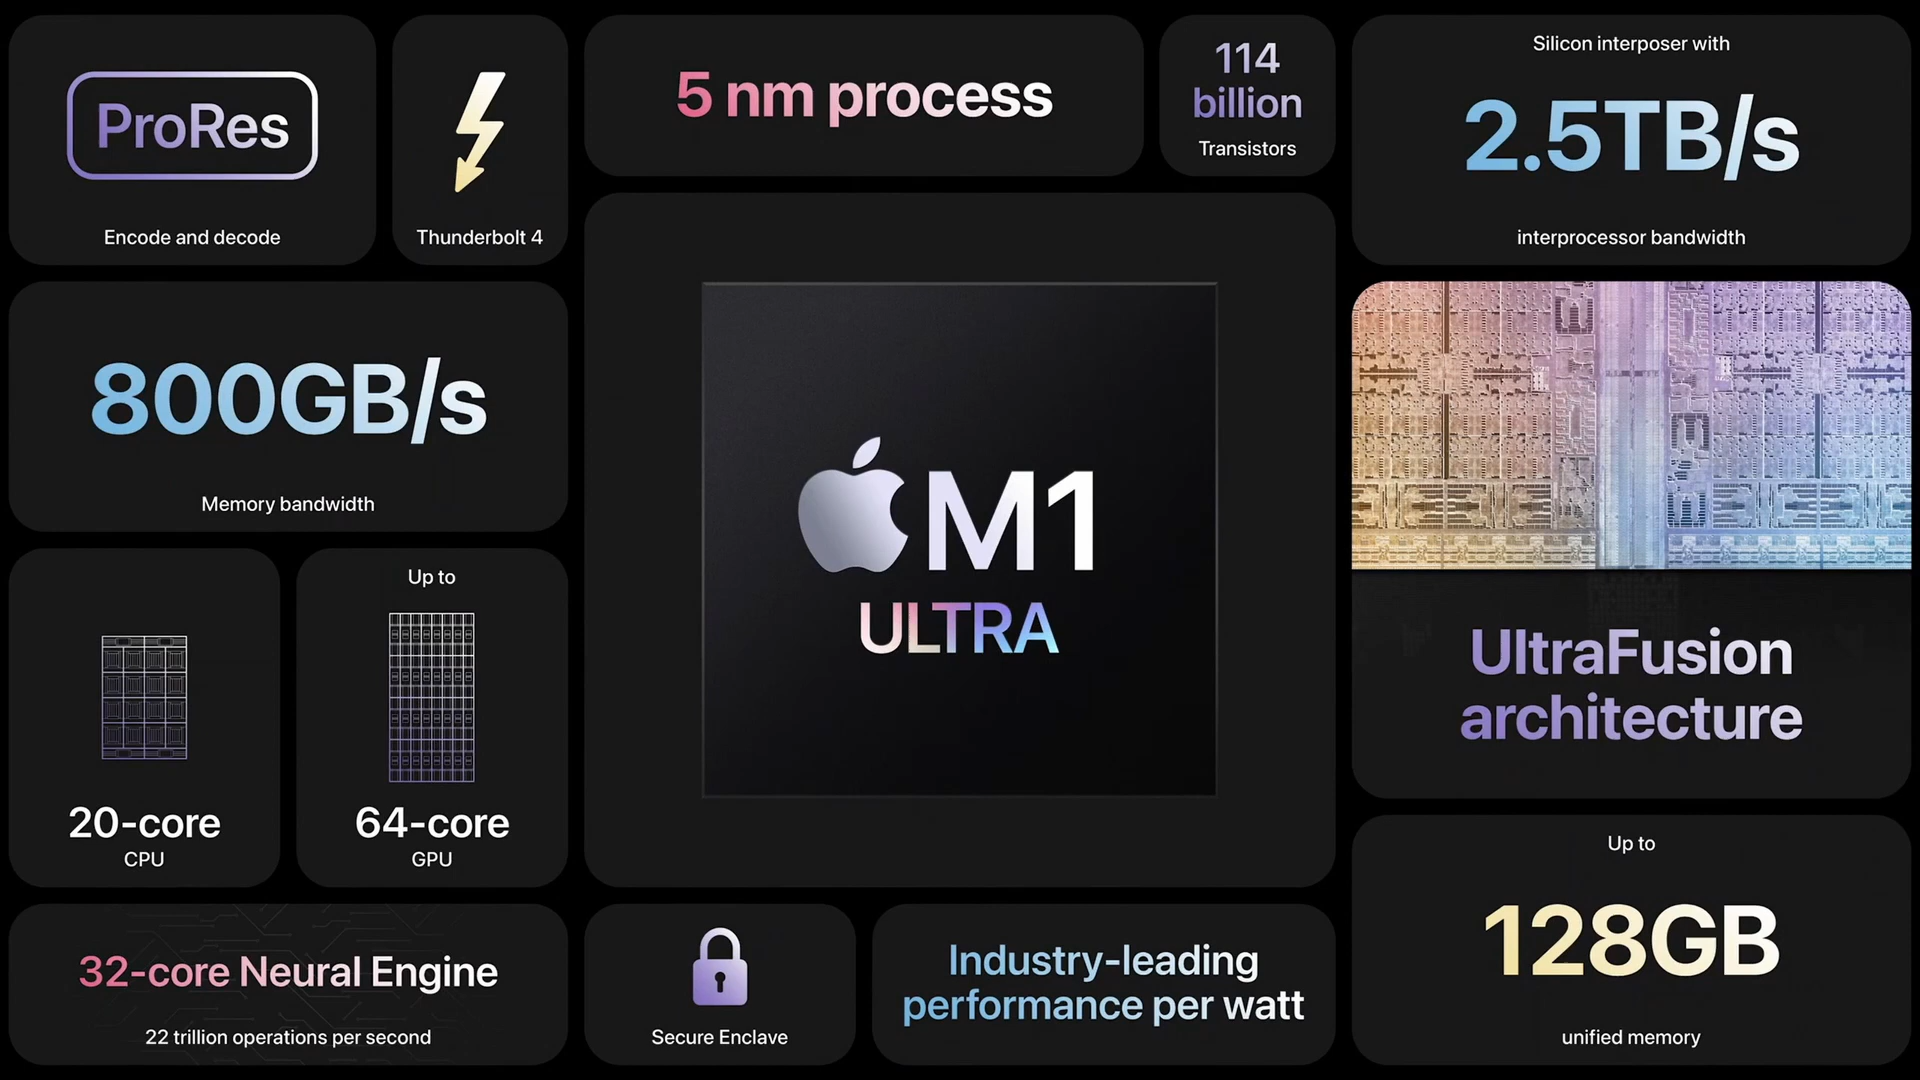 ProRes
Encode and decode
Thunderbolt 4
5 nm process
114
billion
Transistors
Silicon interposer with
2.5TB/s
interprocessor bandwidth
800GB/s
Memory bandwidth
M1
ULTRA
UltraFusion
architecture
20-core
CPU
Up to
64-core
GPU
Up to
128GB
unified memory
32-core Neural Engine
22 trillion operations per second
Secure Enclave
Industry-leading
performance per watt